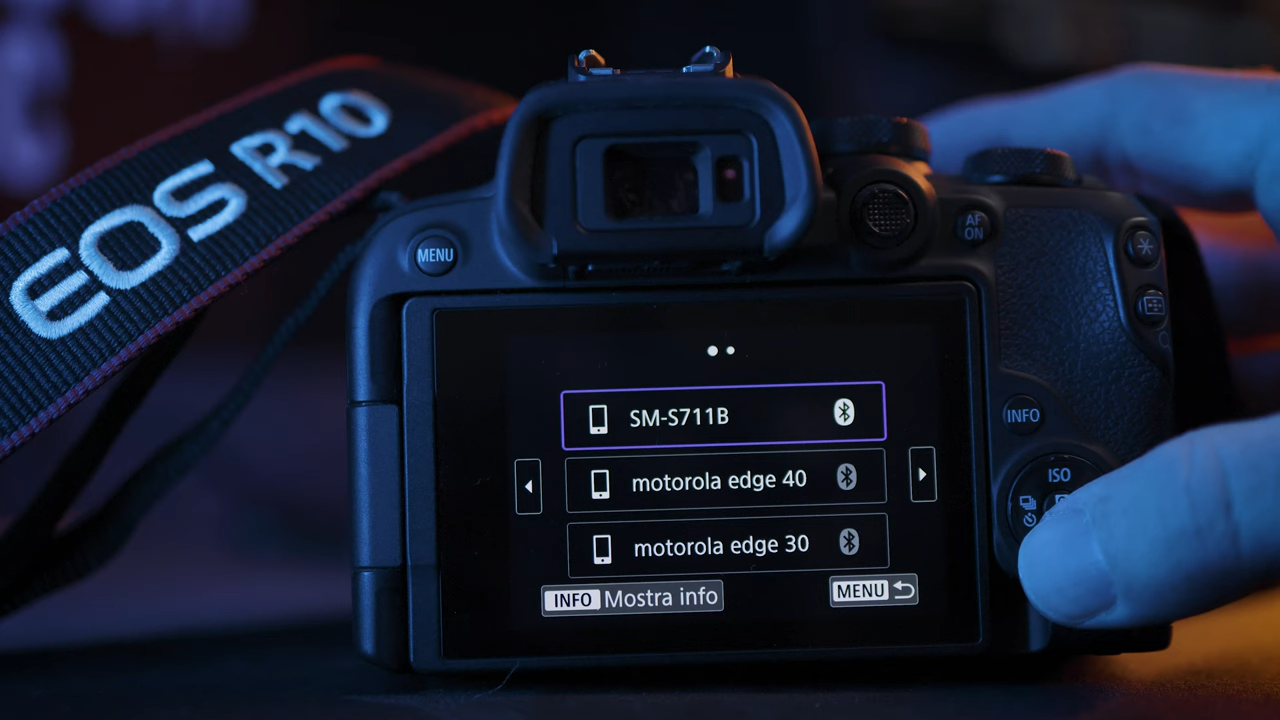 EOS R10
MENU
AF
ON
SM-S711B
INFO
motorola edge 40
ISO
motorola edge 30
INFO Mostra info
MENU